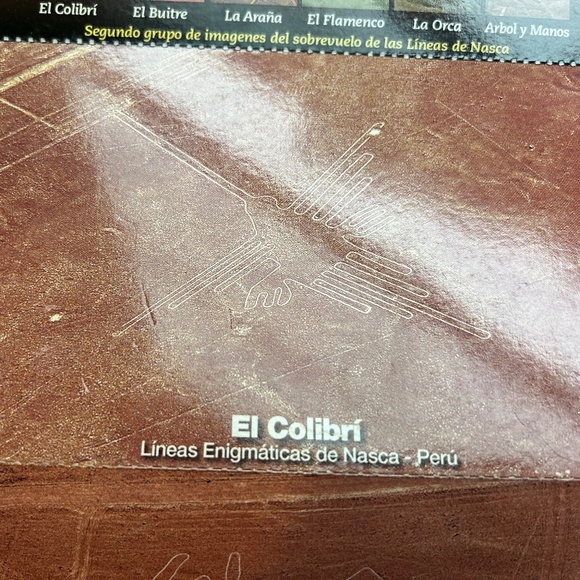 El Colibrí El Buitre La Araña El Flamenco La Orca Arbol y Manos
Segundo grupo de imagenes del sobrevuelo de las Líneas de Nasca
El Colibrí
Líneas Enigmáticas de Nasca - Perú